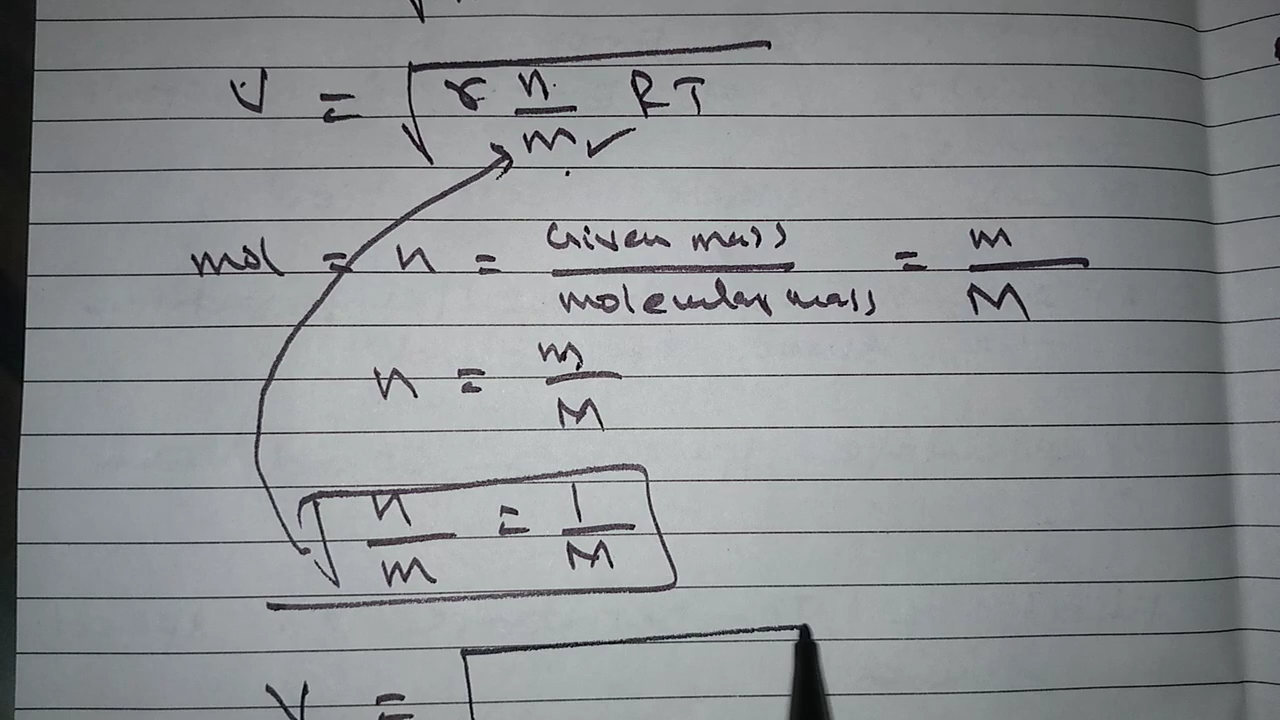 V = √(γ n/m RT)
mol = n = Given mass / molecular mass = m/M
n = m/M
n/m = 1/M
V = √